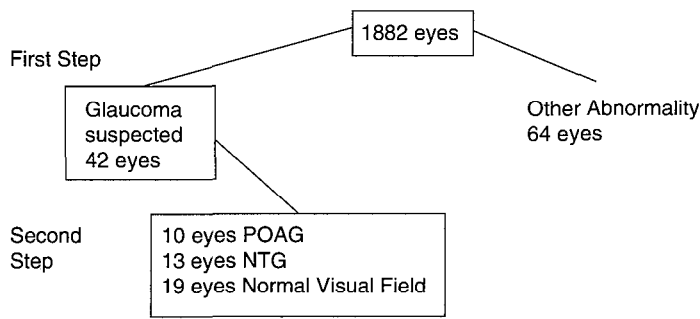 1882 eyes
First Step
Glaucoma
suspected
42 eyes
Other Abnormality
64 eyes
Second
Step
10 eyes POAG
13 eyes NTG
19 eyes Normal Visual Field